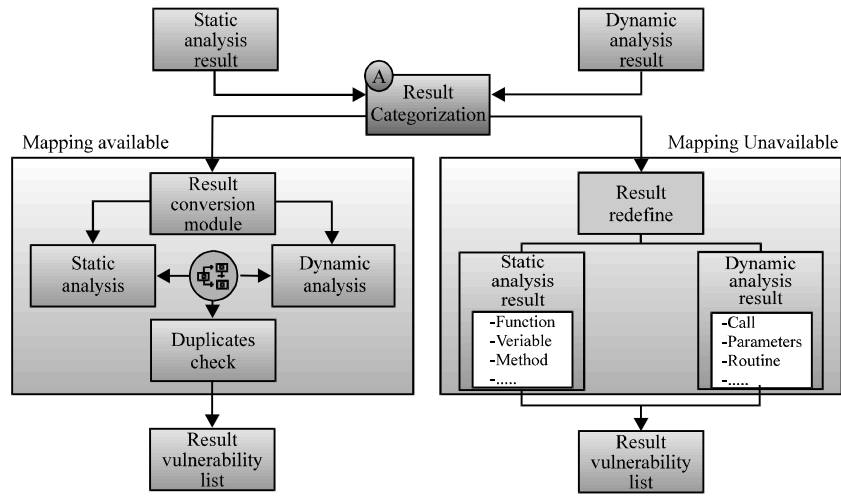 Static
analysis
result
Dynamic
analysis
result
A
Result
Categorization
Mapping available
Mapping Unavailable
Result
conversion
module
Result
redefine
Static
analysis
Dynamic
analysis
Static
analysis
result
-Function
-Veriable
-Method
-.....
Dynamic
analysis
result
-Call
-Parameters
-Routine
-.....
Duplicates
check
Result
vulnerability
list
Result
vulnerability
list